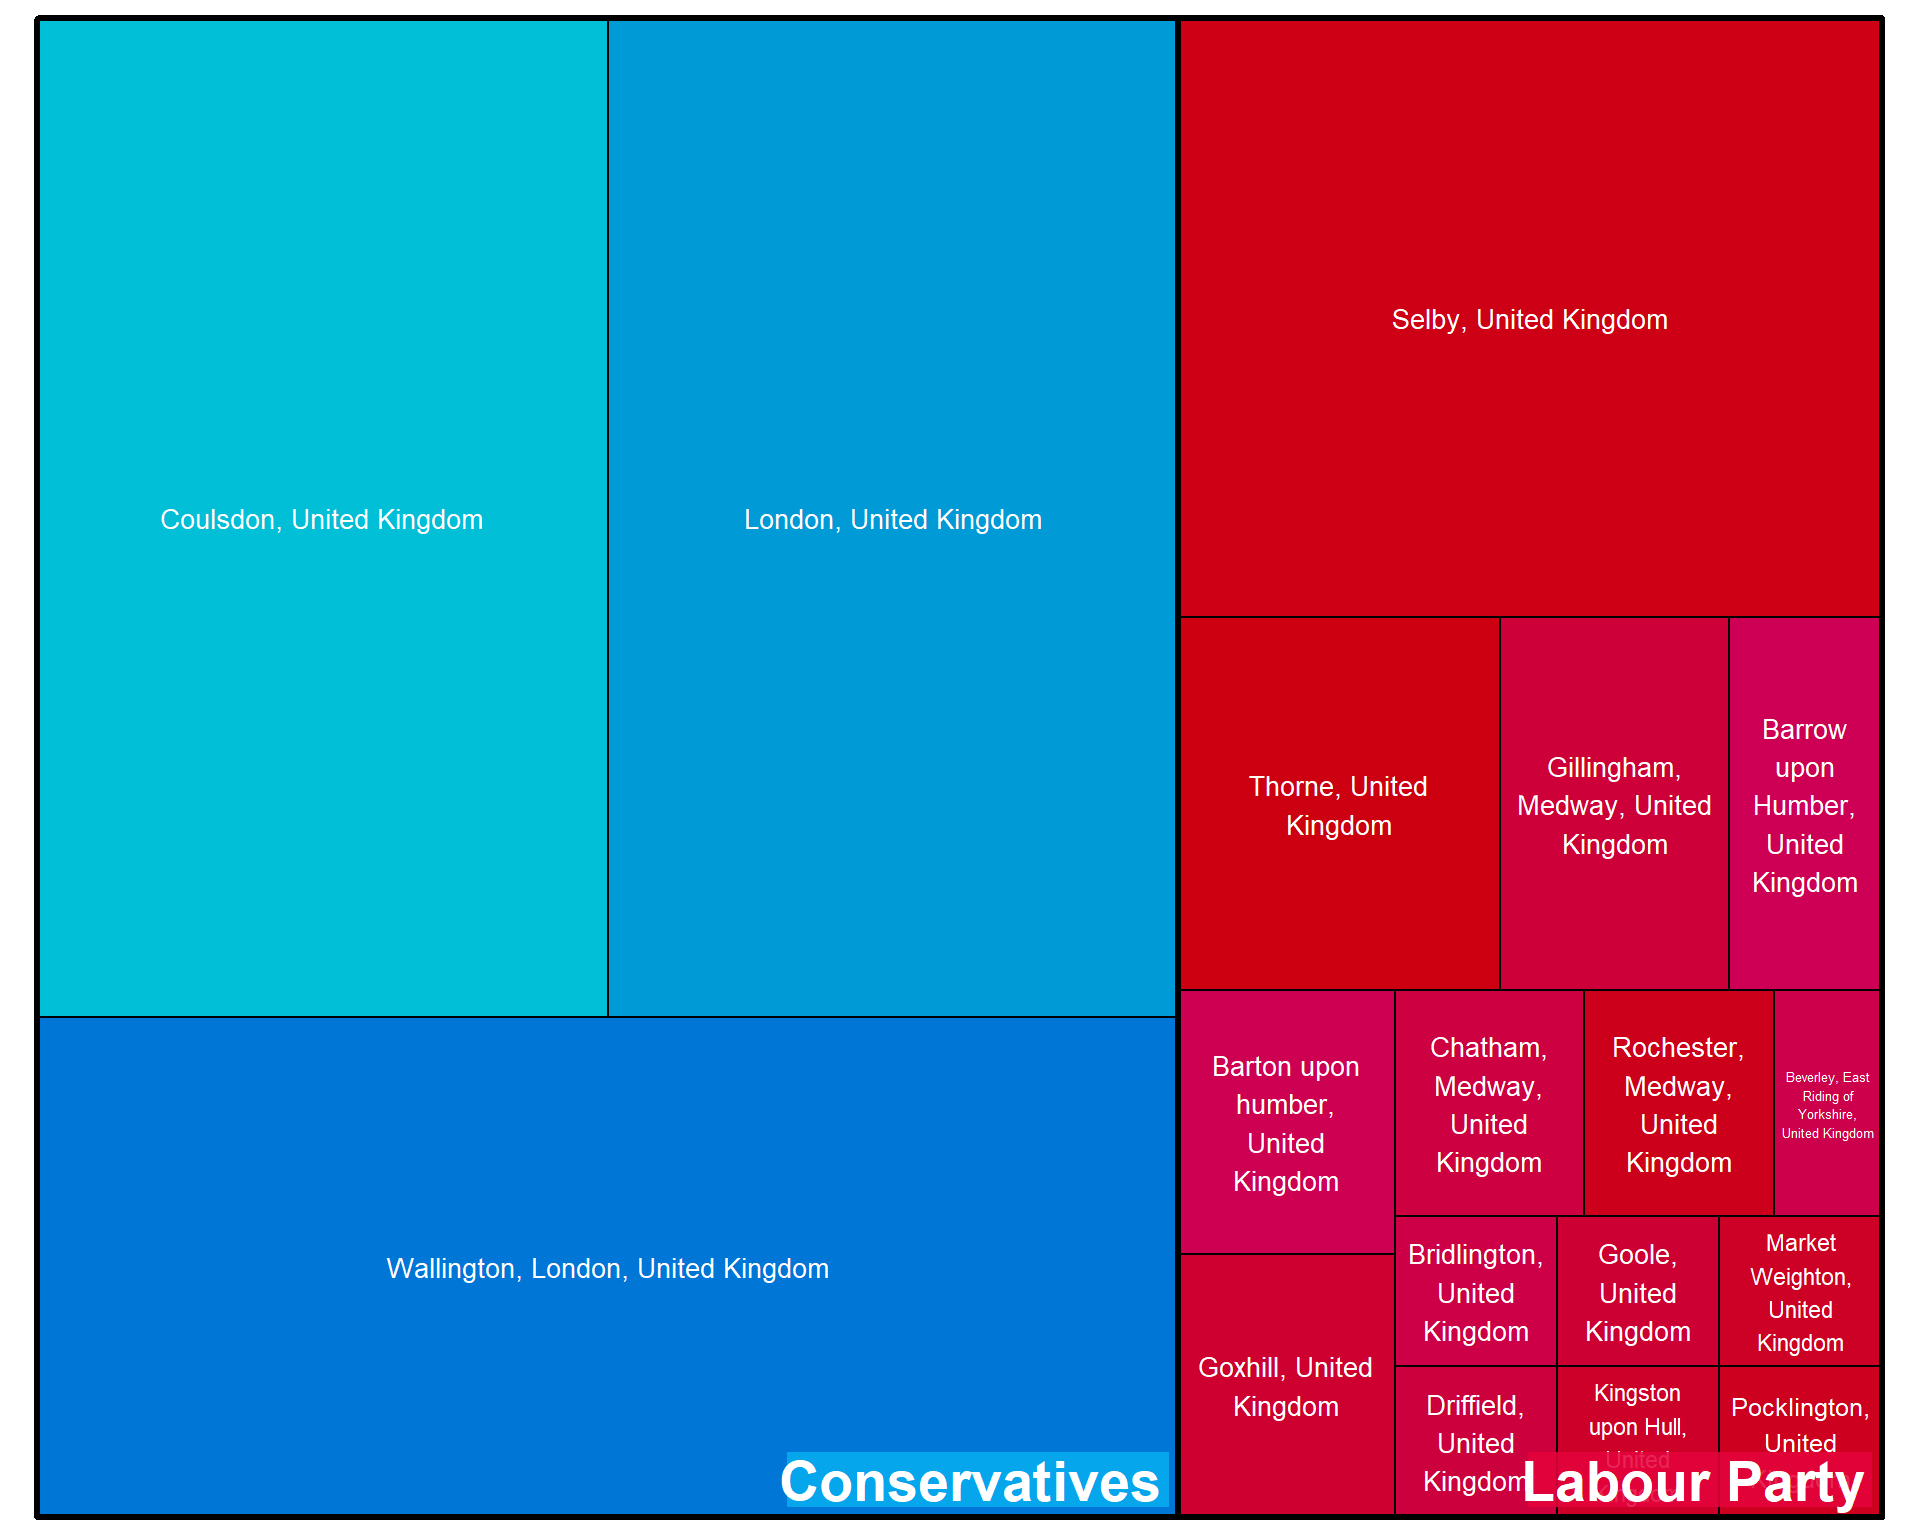 Coulsdon, United Kingdom
London, United Kingdom
Wallington, London, United Kingdom
Conservatives
Selby, United Kingdom
Thorne, United
Kingdom
Gillingham,
Medway, United
Kingdom
Barrow
upon
Humber,
United
Kingdom
Barton upon
humber,
United
Kingdom
Chatham,
Medway,
United
Kingdom
Rochester,
Medway,
United
Kingdom
Beverley, East
Riding of
Yorkshire,
United Kingdom
Goxhill, United
Kingdom
Bridlington,
United
Kingdom
Goole,
United
Kingdom
Market
Weighton,
United
Kingdom
Driffield,
United
Kingdom
Kingston
upon Hull,
United
Pocklington,
United
Labour Party